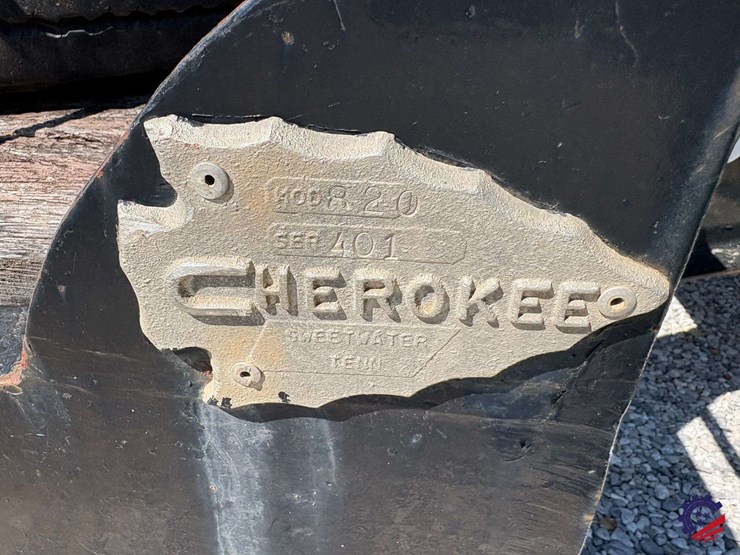 MOD 820
SER 401
CHEROKEE
SWEETWATER
TENN